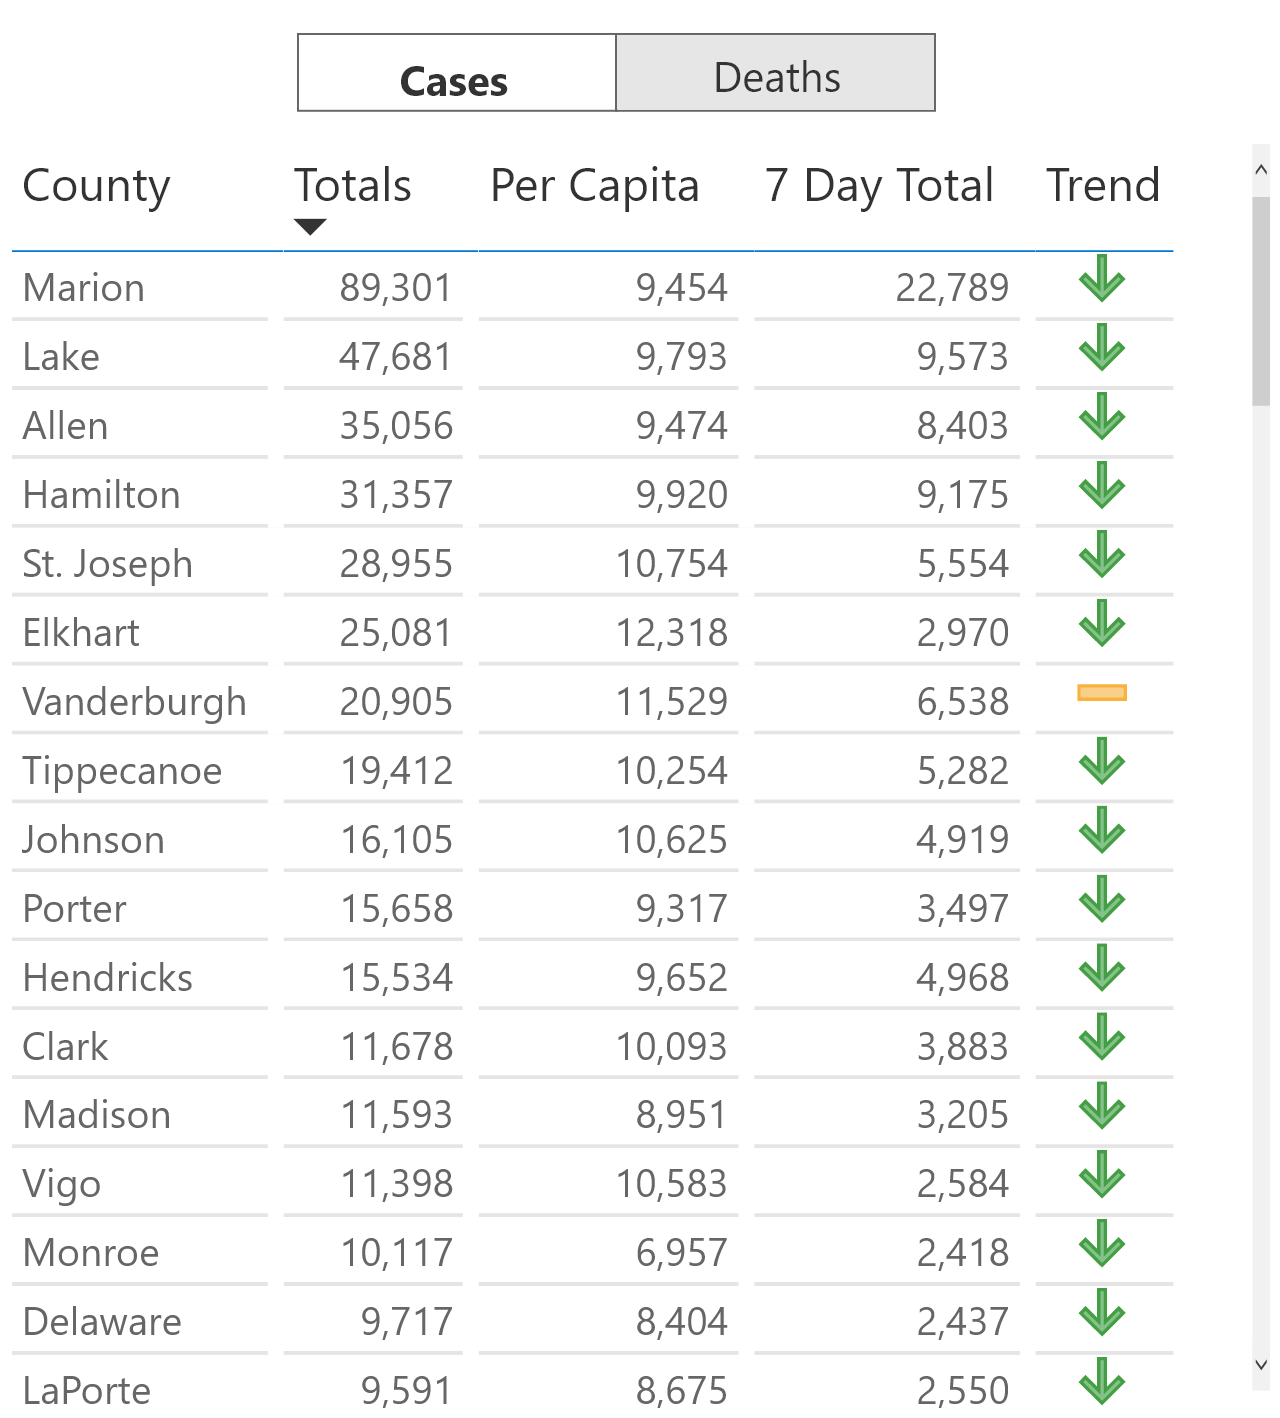 Cases Deaths
County Totals Per Capita 7 Day Total Trend
Marion 89,301 9,454 22,789
Lake 47,681 9,793 9,573
Allen 35,056 9,474 8,403
Hamilton 31,357 9,920 9,175
St. Joseph 28,955 10,754 5,554
Elkhart 25,081 12,318 2,970
Vanderburgh 20,905 11,529 6,538
Tippecanoe 19,412 10,254 5,282
Johnson 16,105 10,625 4,919
Porter 15,658 9,317 3,497
Hendricks 15,534 9,652 4,968
Clark 11,678 10,093 3,883
Madison 11,593 8,951 3,205
Vigo 11,398 10,583 2,584
Monroe 10,117 6,957 2,418
Delaware 9,717 8,404 2,437
LaPorte 9,591 8,675 2,550